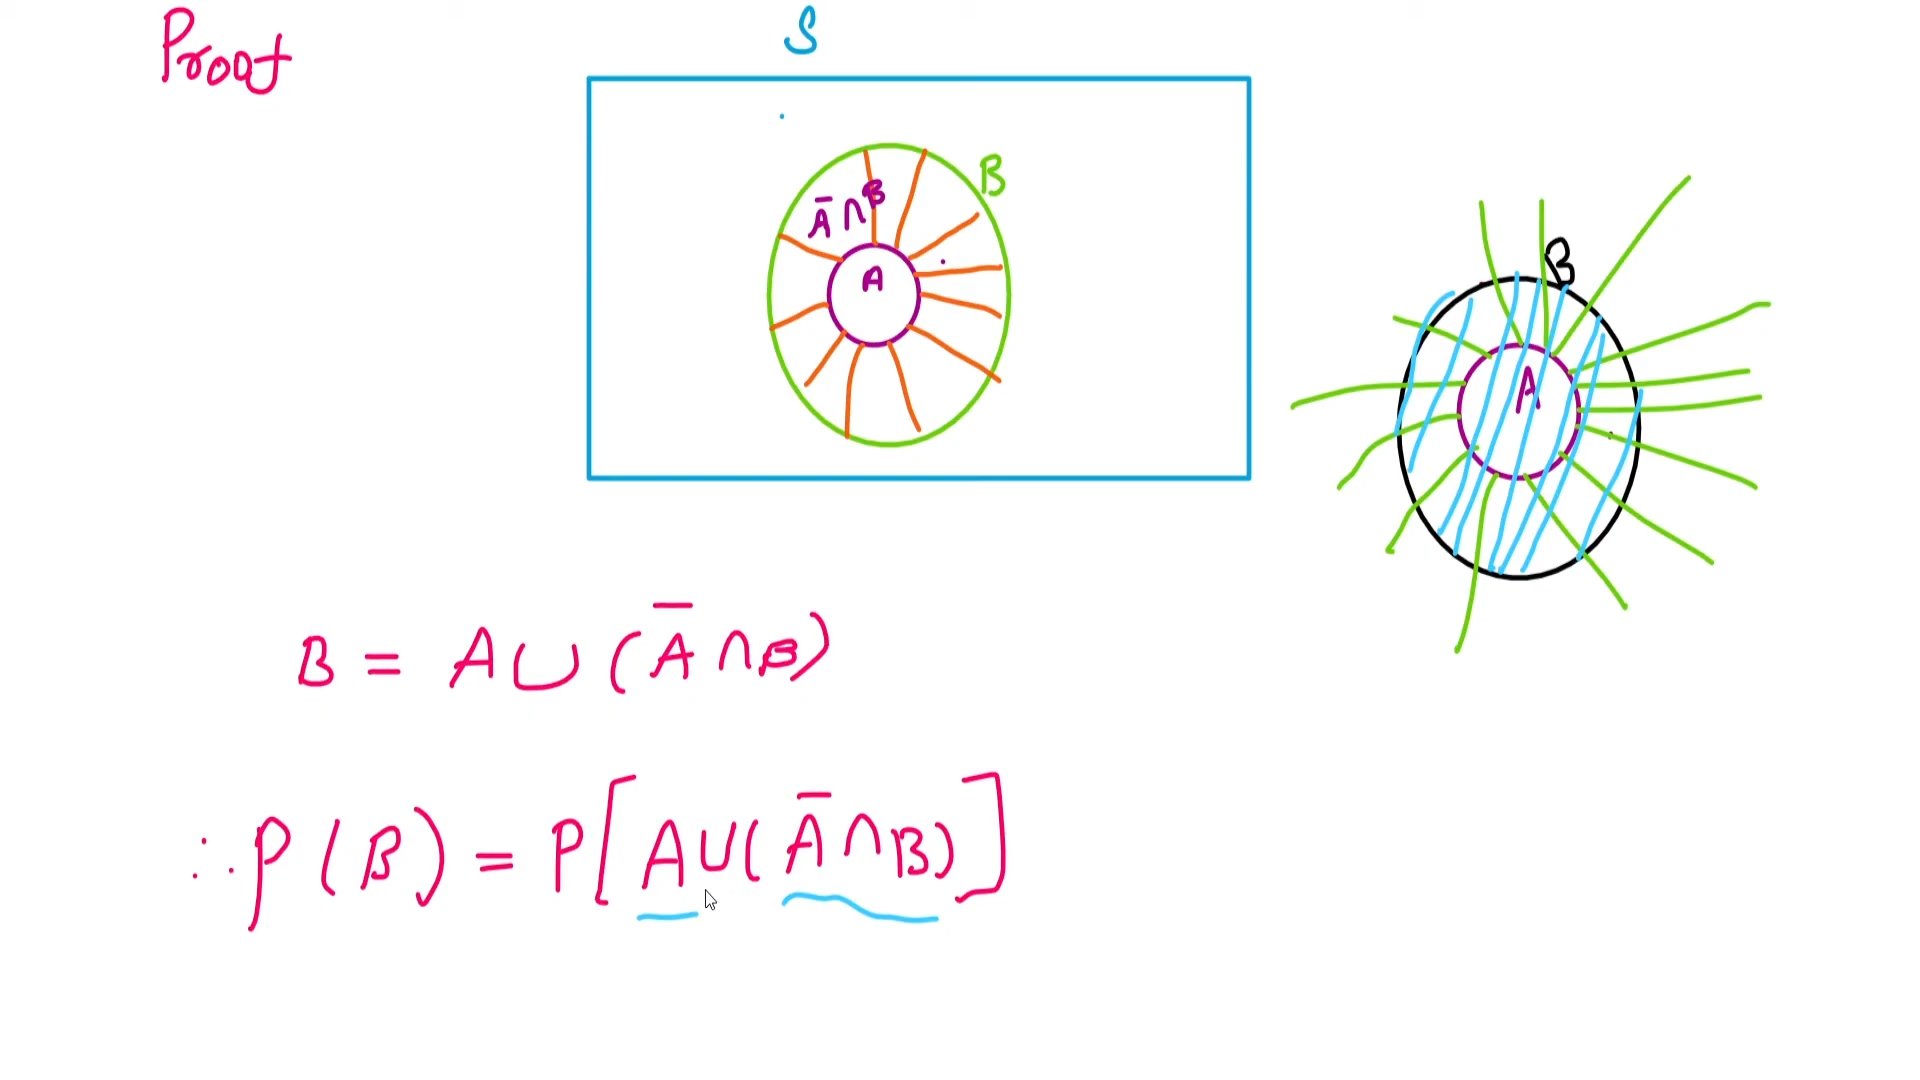 Proof
S
B
Ā ∩ B
A
B
A
B = A ∪ ( Ā ∩ B )
∴ P ( B ) = P [ A ∪ ( Ā ∩ B ) ]